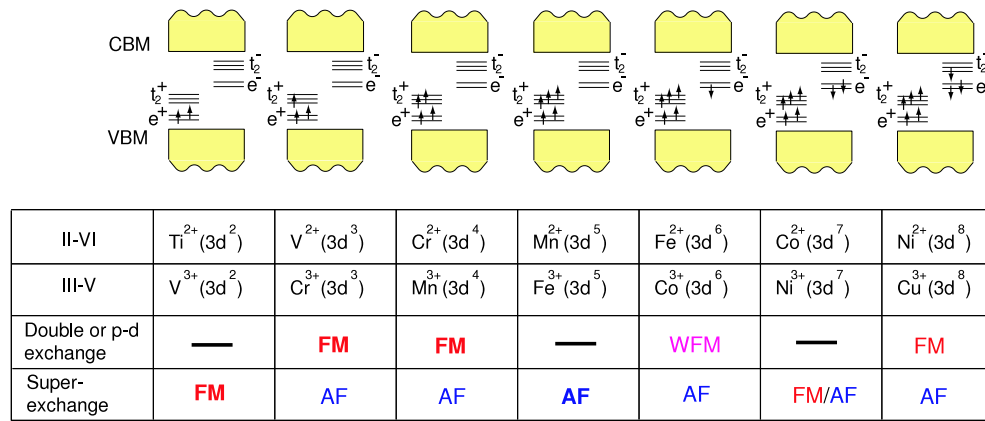 CBM
t₂⁻ t₂⁻ t₂⁻ t₂⁻ t₂⁻ t₂⁻ t₂⁻
e⁻ e⁻ e⁻ e⁻ e⁻ e⁻ e⁻
t₂⁺ t₂⁺ t₂⁺ t₂⁺ t₂⁺ t₂⁺ t₂⁺
e⁺ e⁺ e⁺ e⁺ e⁺ e⁺ e⁺
VBM
II-VI Ti²⁺(3d²) V²⁺(3d³) Cr²⁺(3d⁴) Mn²⁺(3d⁵) Fe²⁺(3d⁶) Co²⁺(3d⁷) Ni²⁺(3d⁸)
III-V V³⁺(3d²) Cr³⁺(3d³) Mn³⁺(3d⁴) Fe³⁺(3d⁵) Co³⁺(3d⁶) Ni³⁺(3d⁷) Cu³⁺(3d⁸)
Double or p-d
exchange — FM FM — WFM — FM
Super-
exchange FM AF AF AF AF FM/AF AF